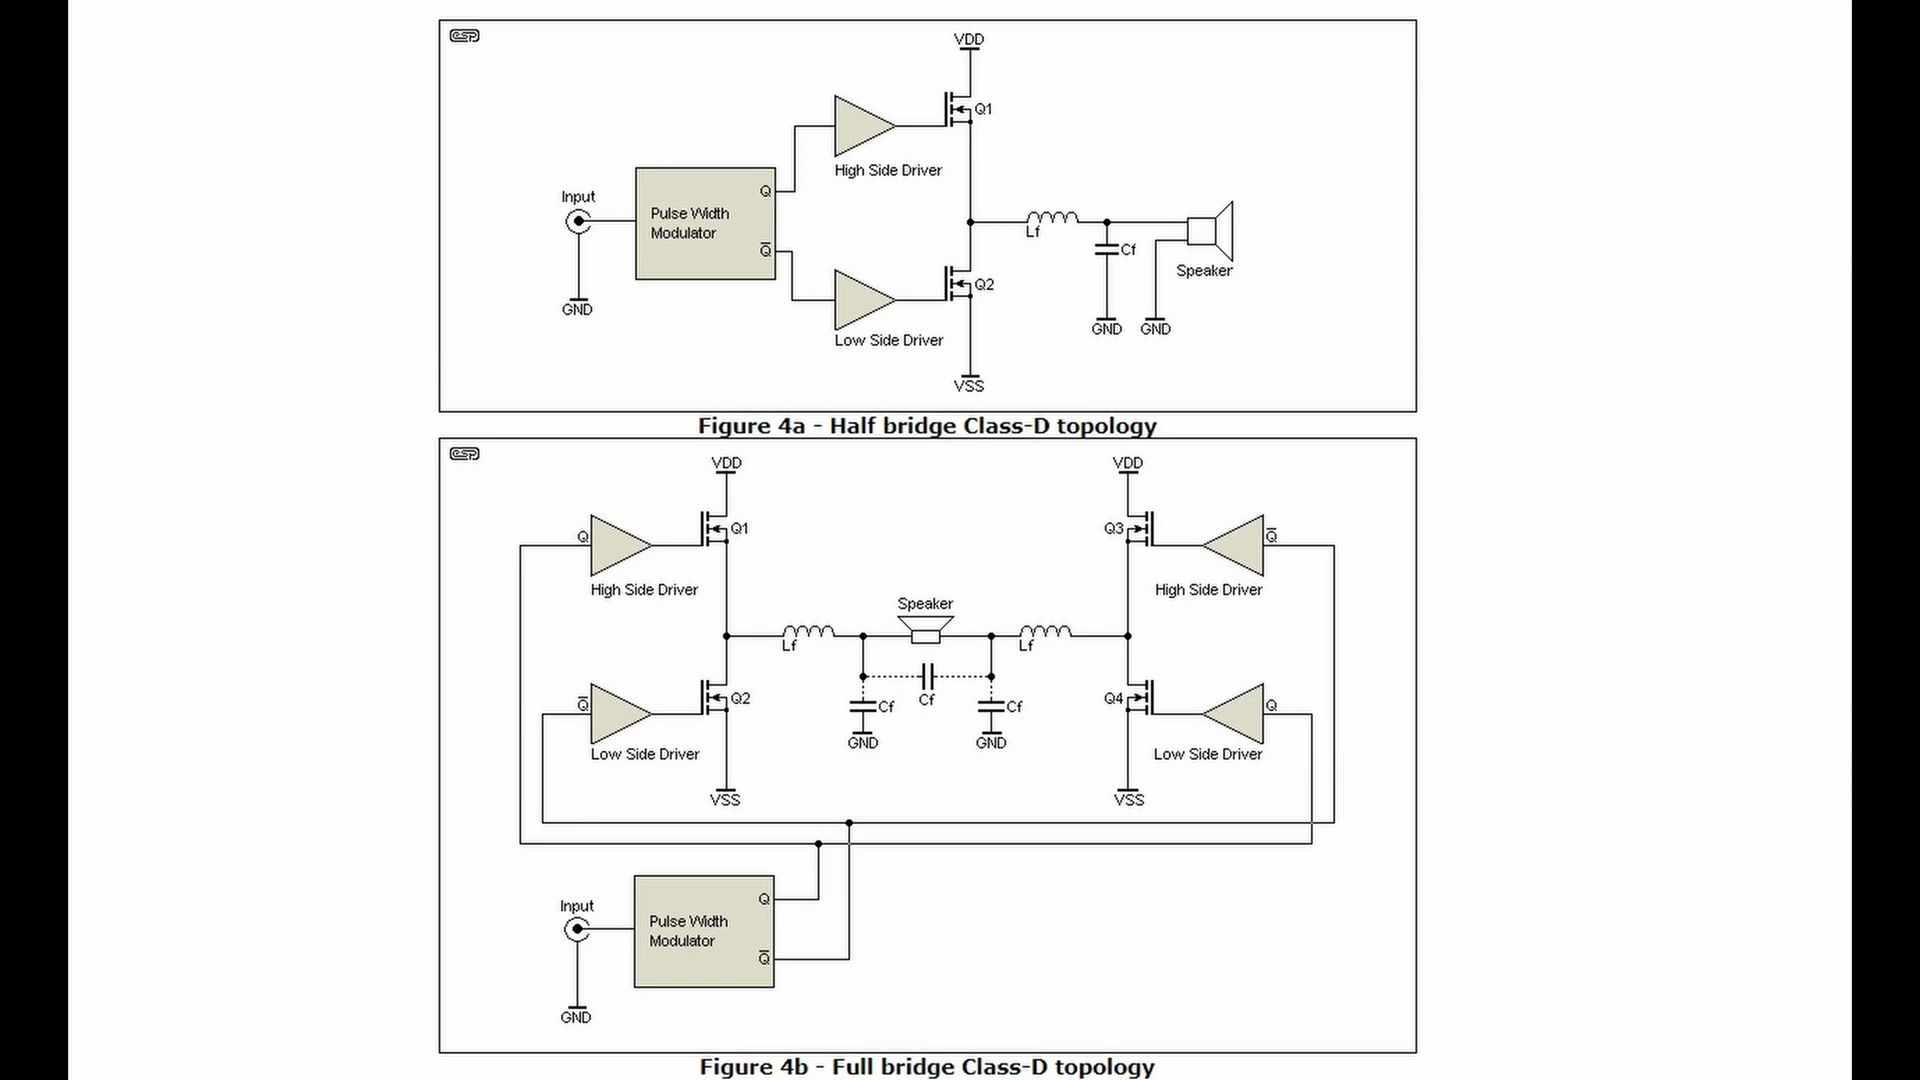 ESP
VDD
Q1
High Side Driver
Input
Pulse Width
Modulator
Q
Q̅
GND
Lf
Cf
Speaker
Q2
GND
GND
Low Side Driver
VSS
Figure 4a - Half bridge Class-D topology
ESP
VDD
VDD
Q
Q1
Q3
Q̅
High Side Driver
High Side Driver
Speaker
Lf
Lf
Q̅
Q2
Cf
Cf
Cf
Q4
Q
GND
GND
Low Side Driver
Low Side Driver
VSS
VSS
Input
Pulse Width
Modulator
Q
Q̅
GND
Figure 4b - Full bridge Class-D topology